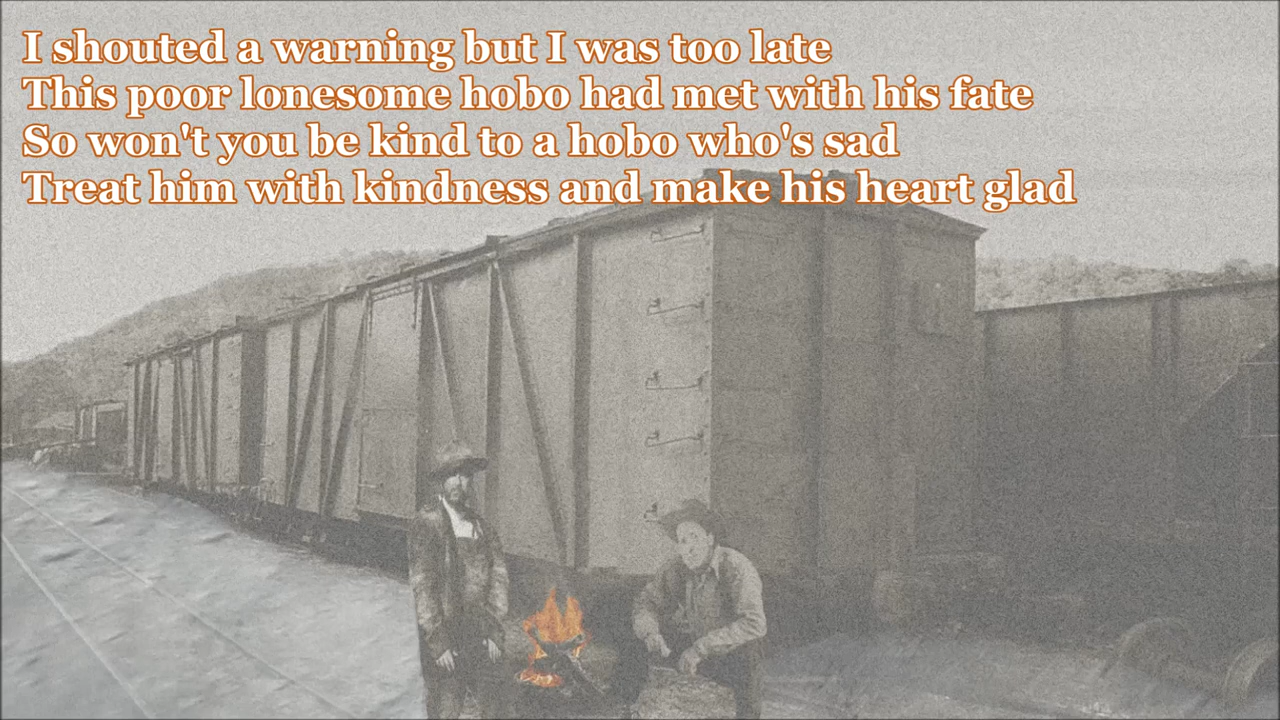 I shouted a warning but I was too late
This poor lonesome hobo had met with his fate
So won't you be kind to a hobo who's sad
Treat him with kindness and make his heart glad